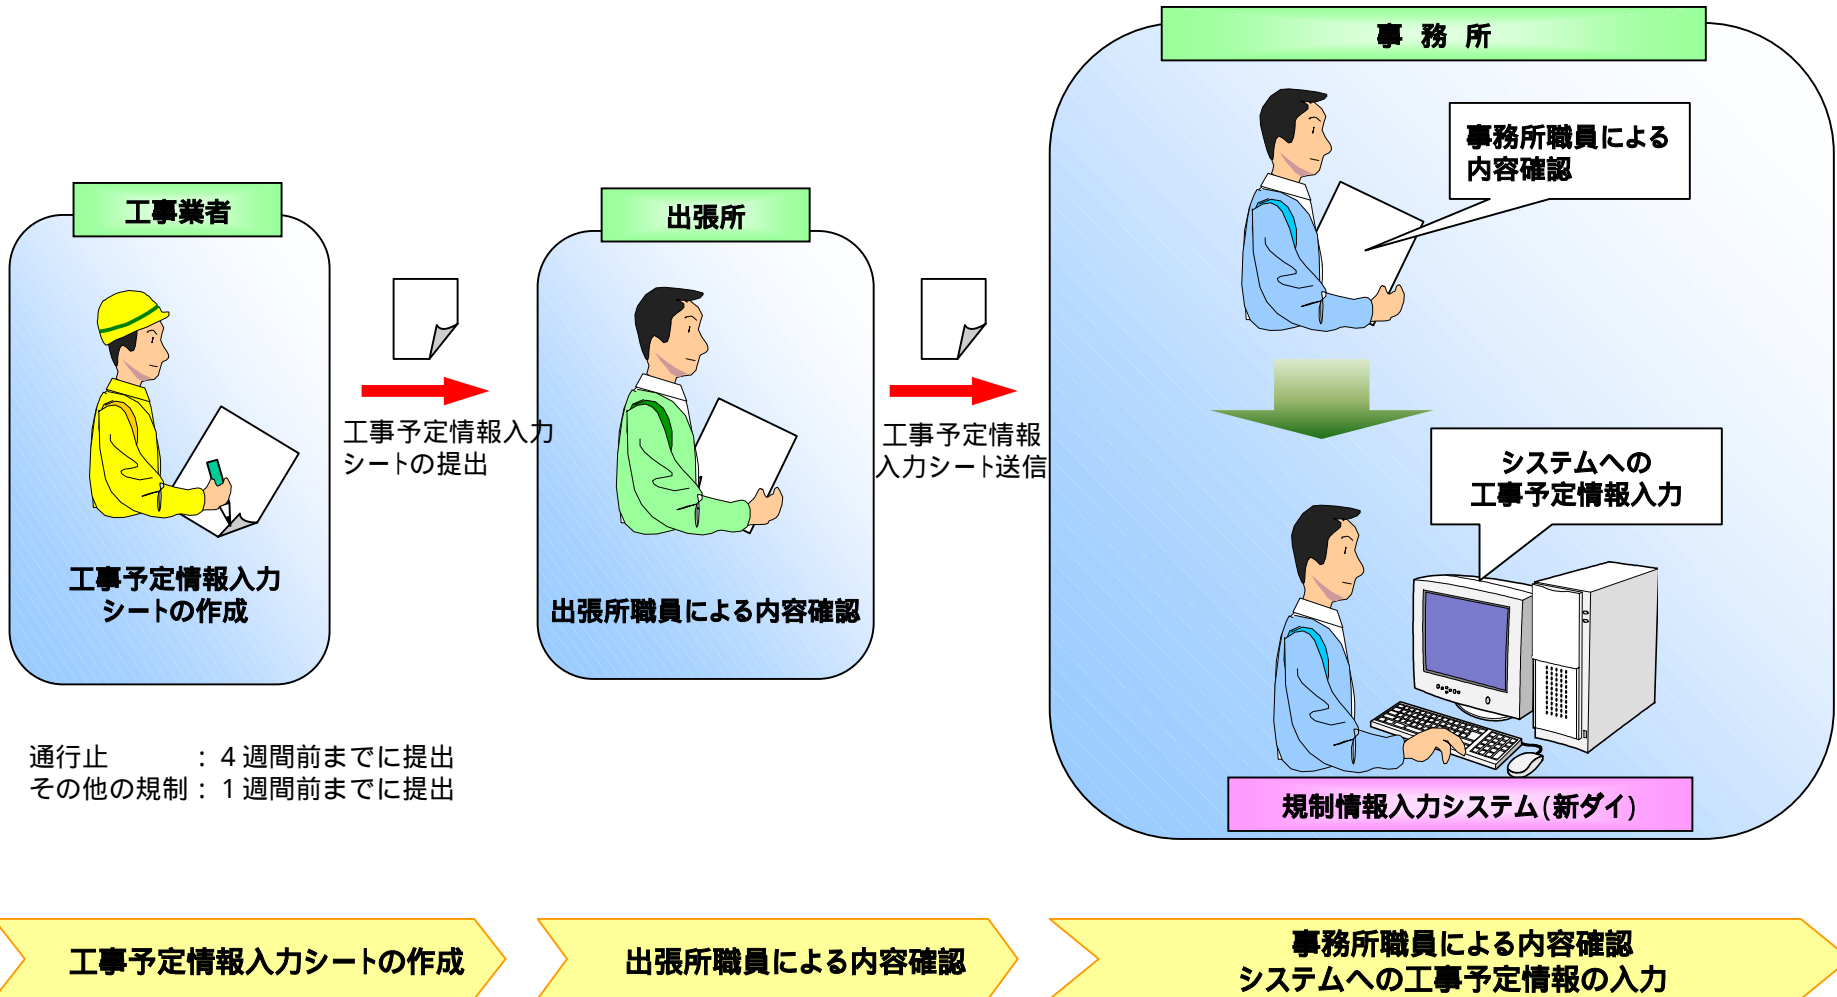 事 務 所
事務所職員による
内容確認
工事業者
出張所
工事予定情報入力
シートの提出
工事予定情報
入力シート送信
システムへの
工事予定情報入力
工事予定情報入力
シートの作成
出張所職員による内容確認
通行止　　　：４週間前までに提出
その他の規制：１週間前までに提出
規制情報入力システム(新ダイ)
工事予定情報入力シートの作成
出張所職員による内容確認
事務所職員による内容確認
システムへの工事予定情報の入力